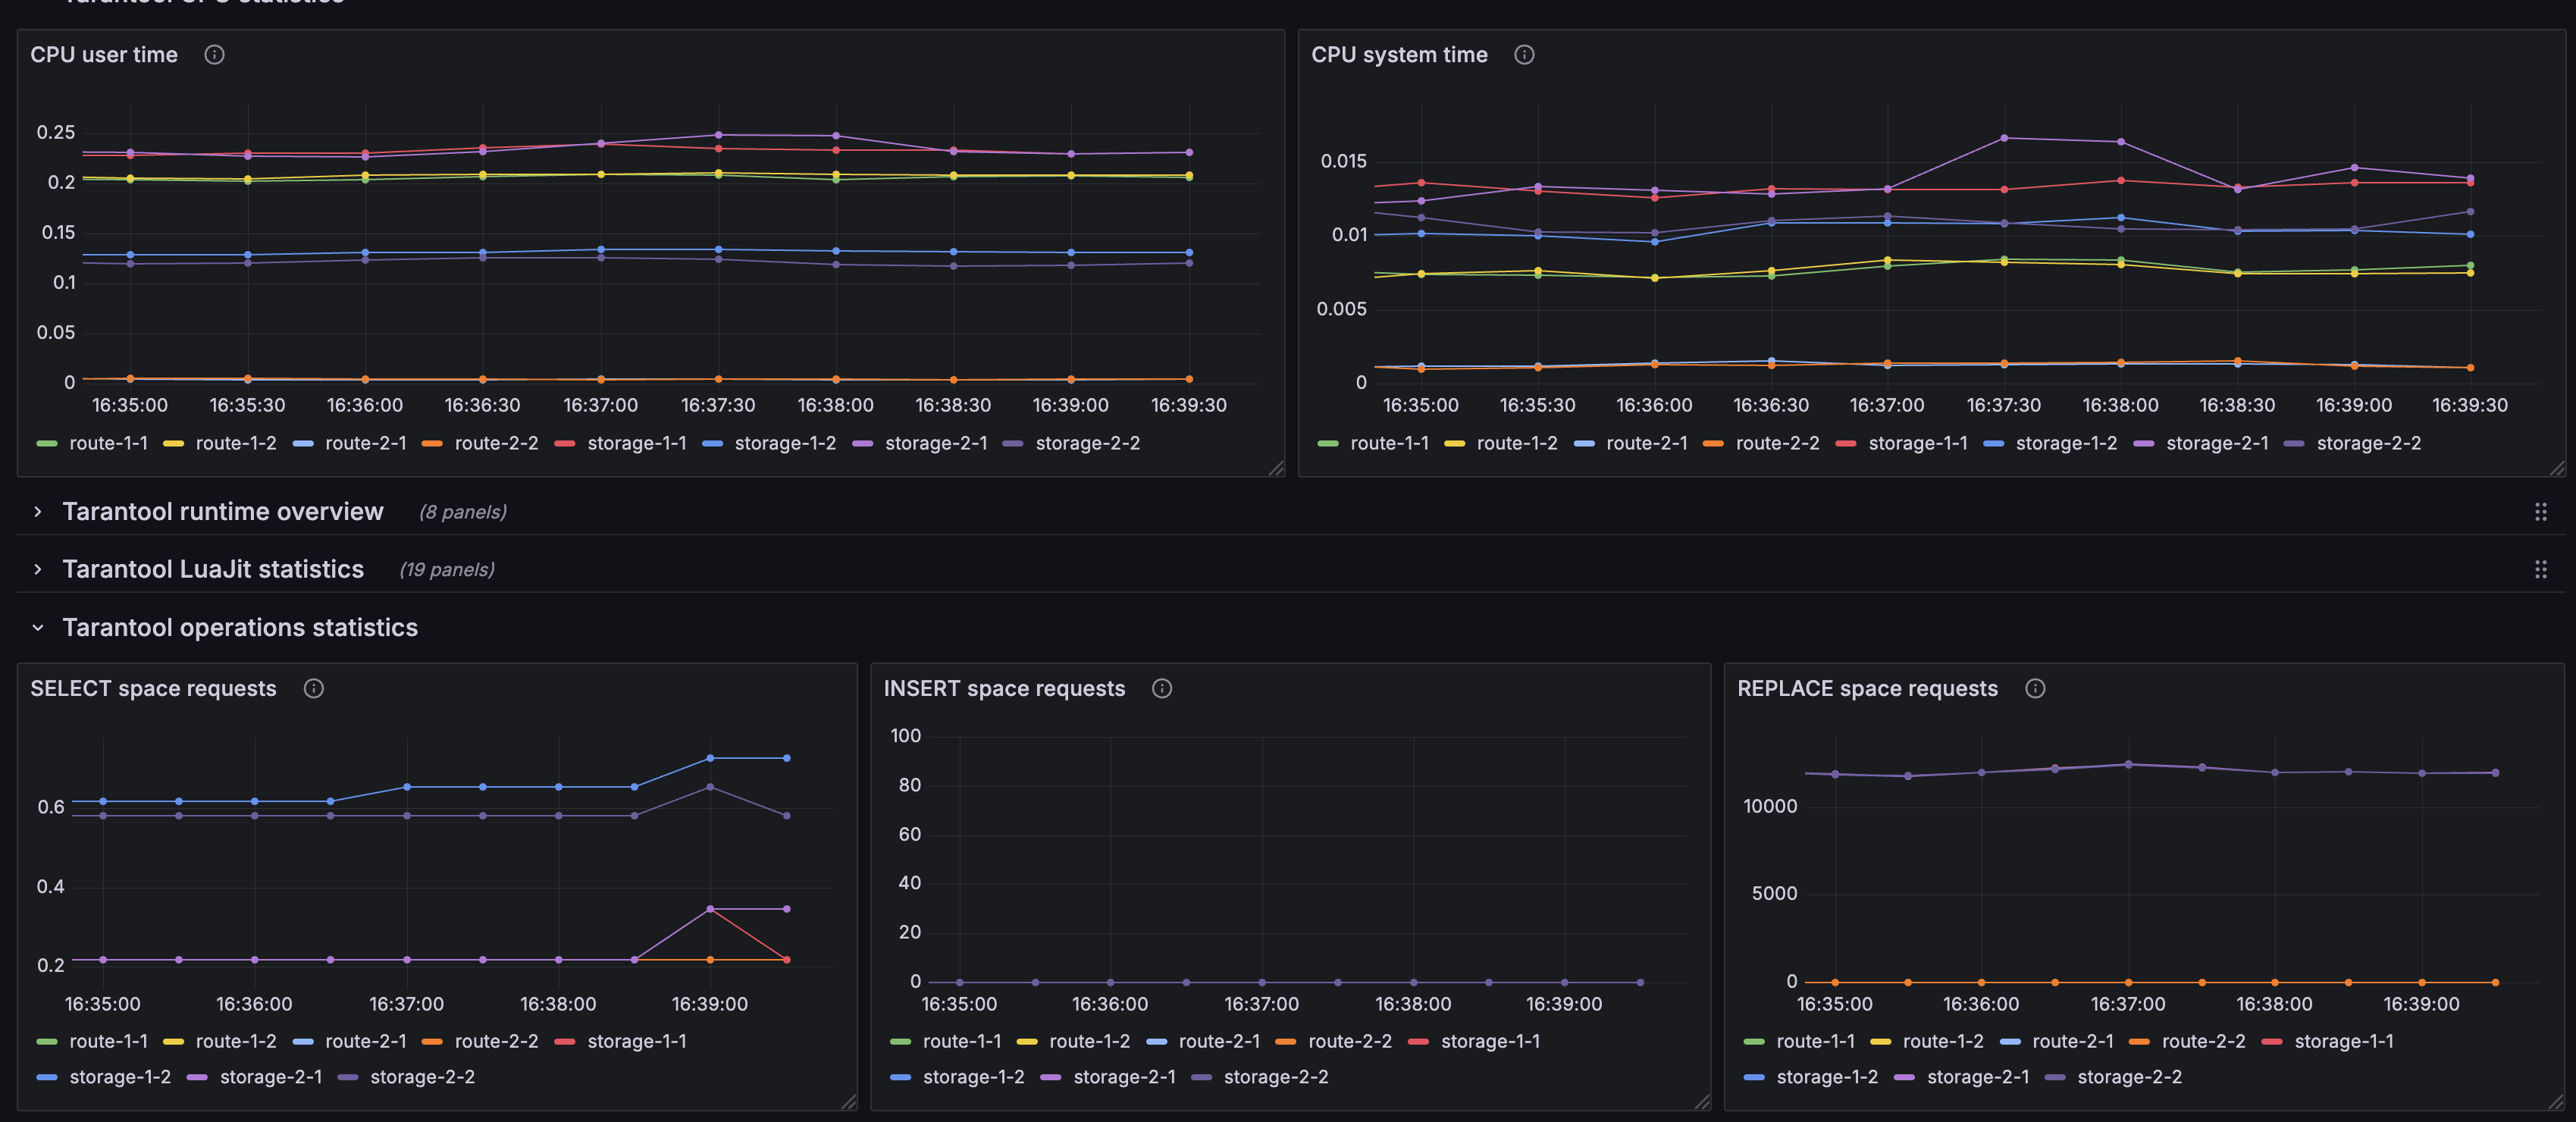 Tarantool CPU statistics
CPU user time
0.25
0.2
0.15
0.1
0.05
0
16:35:00 16:35:30 16:36:00 16:36:30 16:37:00 16:37:30 16:38:00 16:38:30 16:39:00 16:39:30
route-1-1 route-1-2 route-2-1 route-2-2 storage-1-1 storage-1-2 storage-2-1 storage-2-2
CPU system time
0.015
0.01
0.005
0
16:35:00 16:35:30 16:36:00 16:36:30 16:37:00 16:37:30 16:38:00 16:38:30 16:39:00 16:39:30
route-1-1 route-1-2 route-2-1 route-2-2 storage-1-1 storage-1-2 storage-2-1 storage-2-2
Tarantool runtime overview (8 panels)
Tarantool LuaJit statistics (19 panels)
Tarantool operations statistics
SELECT space requests
0.6
0.4
0.2
16:35:00 16:36:00 16:37:00 16:38:00 16:39:00
route-1-1 route-1-2 route-2-1 route-2-2 storage-1-1
storage-1-2 storage-2-1 storage-2-2
INSERT space requests
100
80
60
40
20
0
16:35:00 16:36:00 16:37:00 16:38:00 16:39:00
route-1-1 route-1-2 route-2-1 route-2-2 storage-1-1
storage-1-2 storage-2-1 storage-2-2
REPLACE space requests
10000
5000
0
16:35:00 16:36:00 16:37:00 16:38:00 16:39:00
route-1-1 route-1-2 route-2-1 route-2-2 storage-1-1
storage-1-2 storage-2-1 storage-2-2